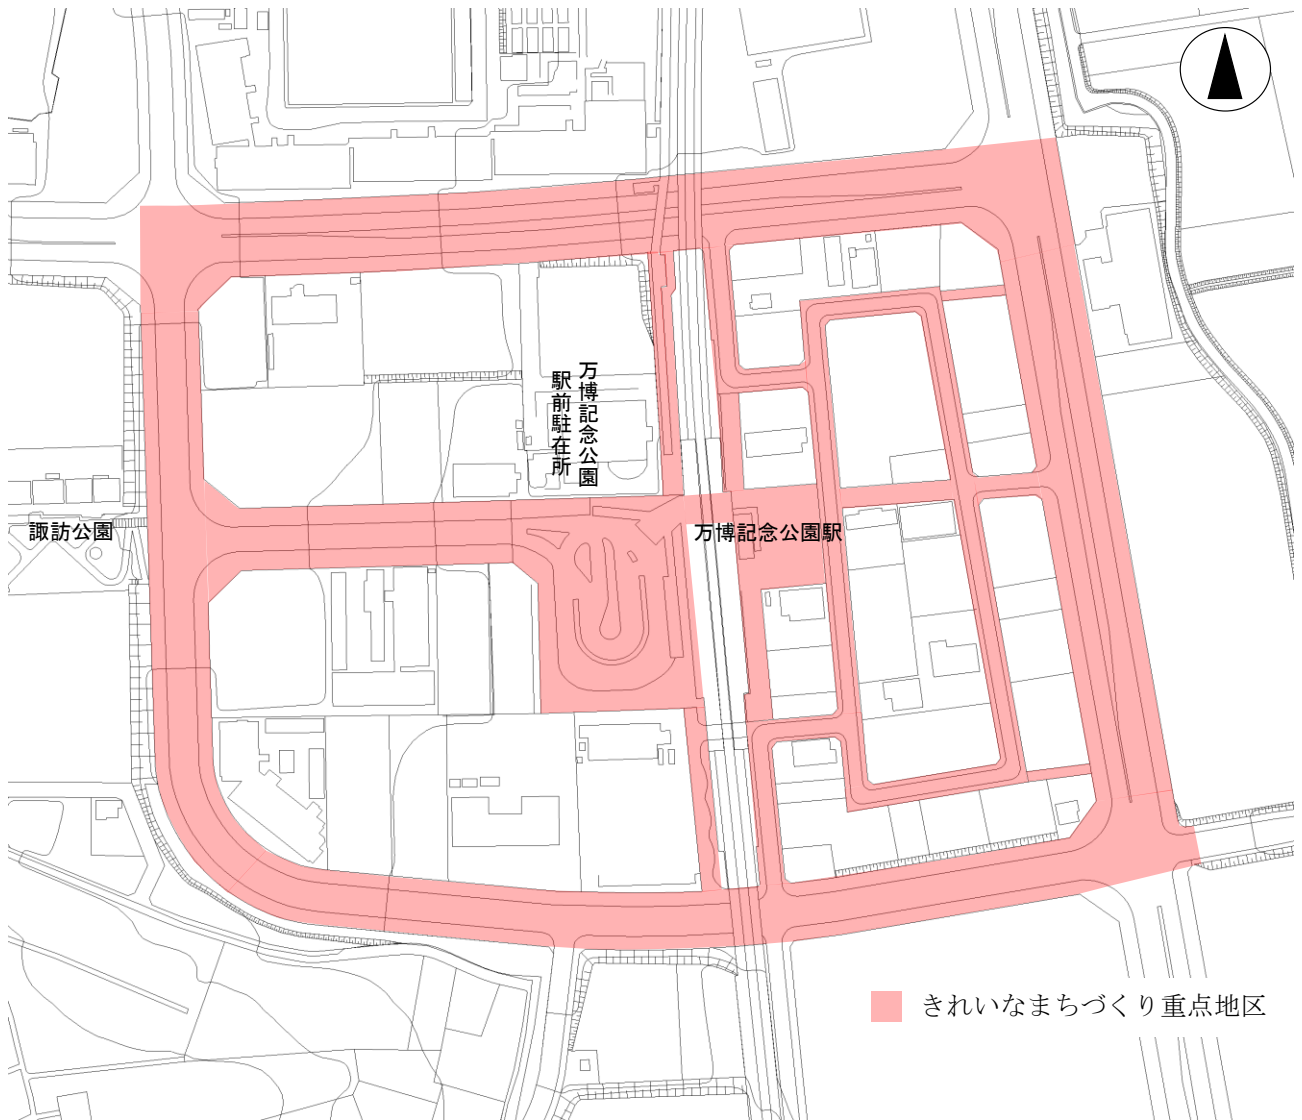 万博記念公園
駅前駐在所
諏訪公園
万博記念公園駅
きれいなまちづくり重点地区